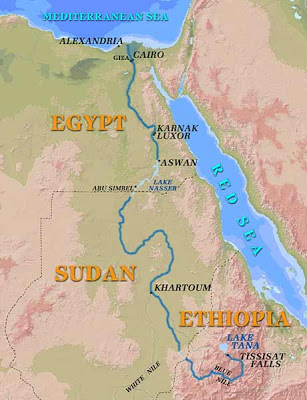 MEDITERRANEAN SEA
ALEXANDRIA
GIZA
CAIRO
EGYPT
KARNAK
LUXOR
ASWAN
LAKE
NASSER
ABU SIMBEL
RED SEA
SUDAN
KHARTOUM
ETHIOPIA
LAKE
TANA
TISSISAT
FALLS
WHITE NILE
BLUE
NILE